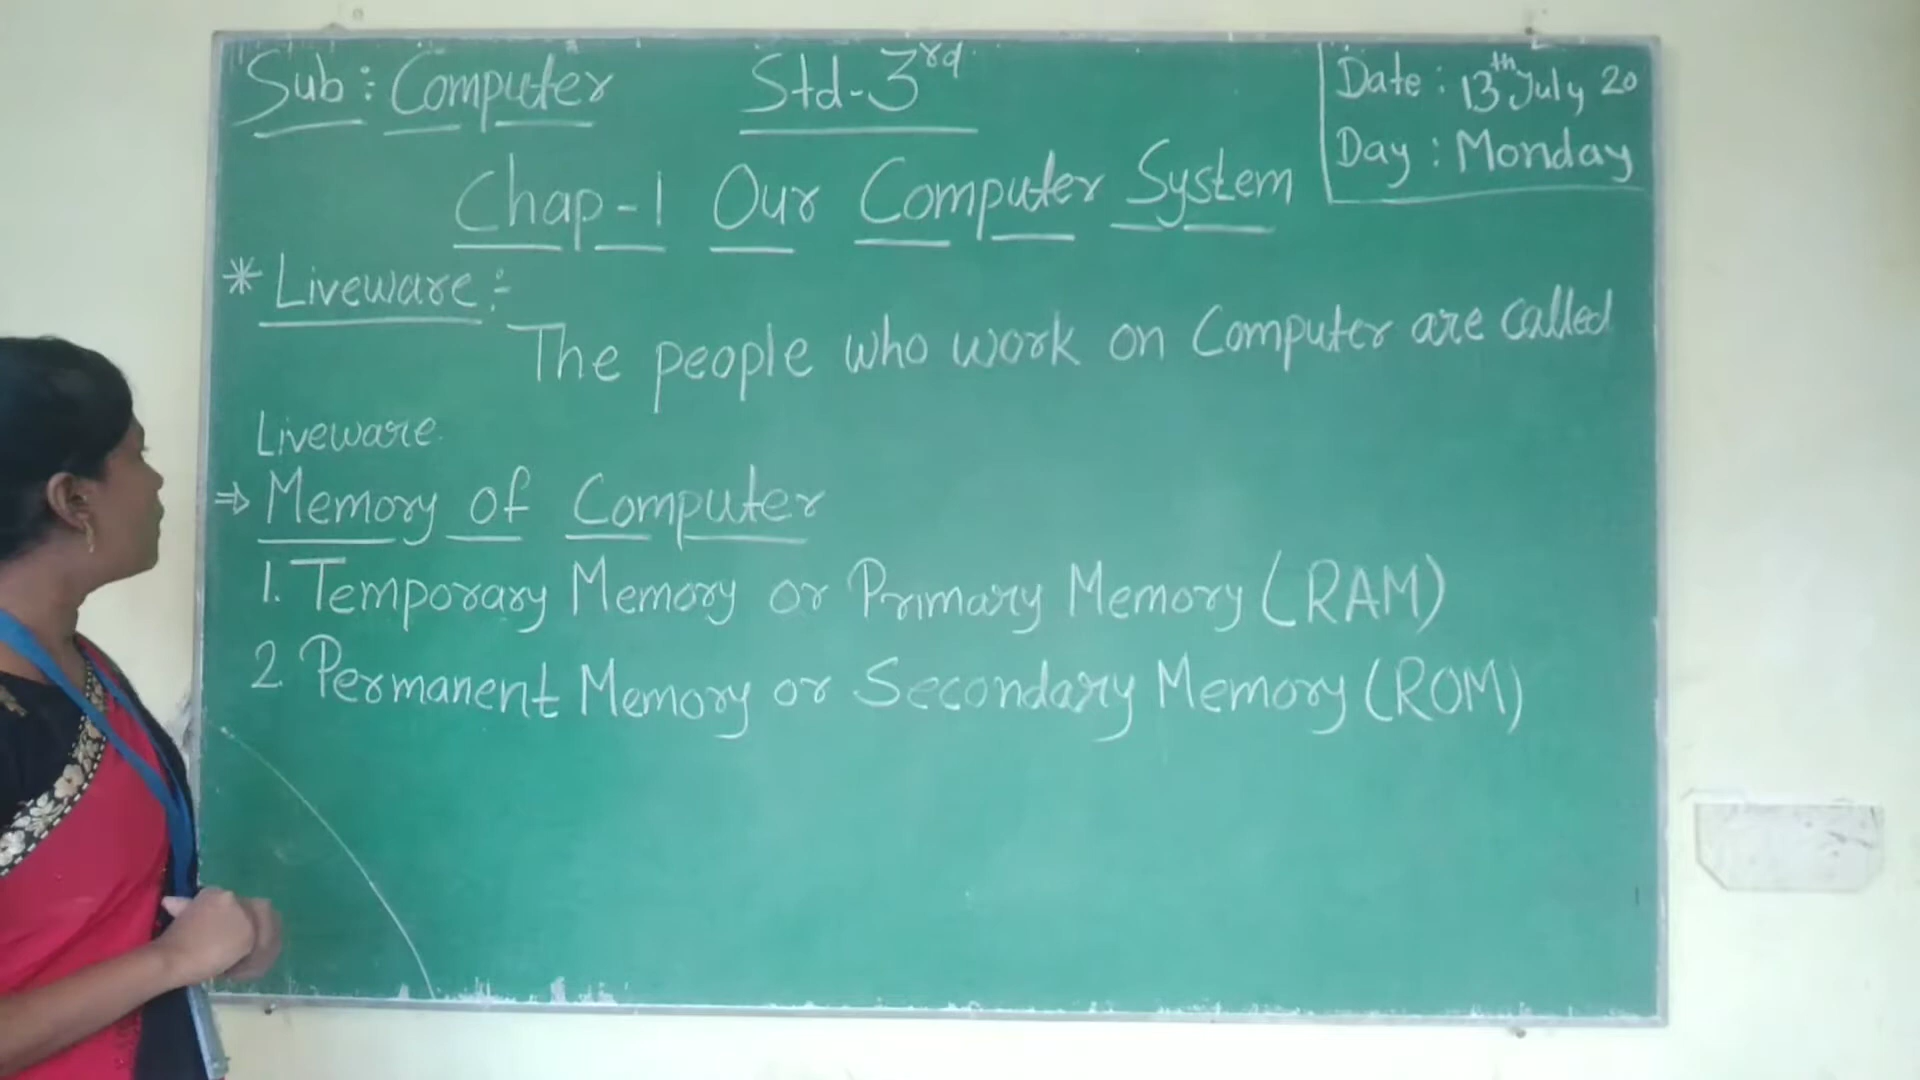 Sub: Computer Std-3rd
Date: 13th July 20
Day: Monday
Chap-1 Our Computer System
* Liveware:-
The people who work on Computer are called
Liveware.
⇒ Memory of Computer
1. Temporary Memory or Primary Memory (RAM)
2. Permanent Memory or Secondary Memory (ROM)